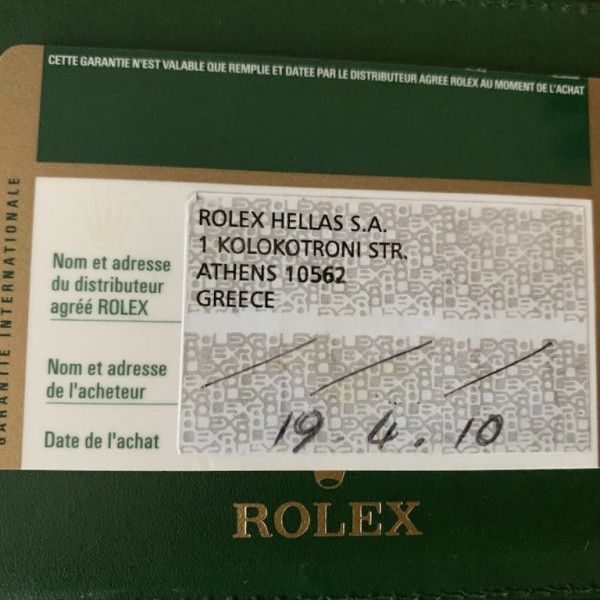 CETTE GARANTIE N'EST VALABLE QUE REMPLIE ET DATEE PAR LE DISTRIBUTEUR AGREE ROLEX AU MOMENT DE L'ACHAT
GARANTIE INTERNATIONALE
Nom et adresse
du distributeur
agréé ROLEX
ROLEX HELLAS S.A.
1 KOLOKOTRONI STR.
ATHENS 10562
GREECE
Nom et adresse
de l'acheteur
Date de l'achat
19.4.10
ROLEX